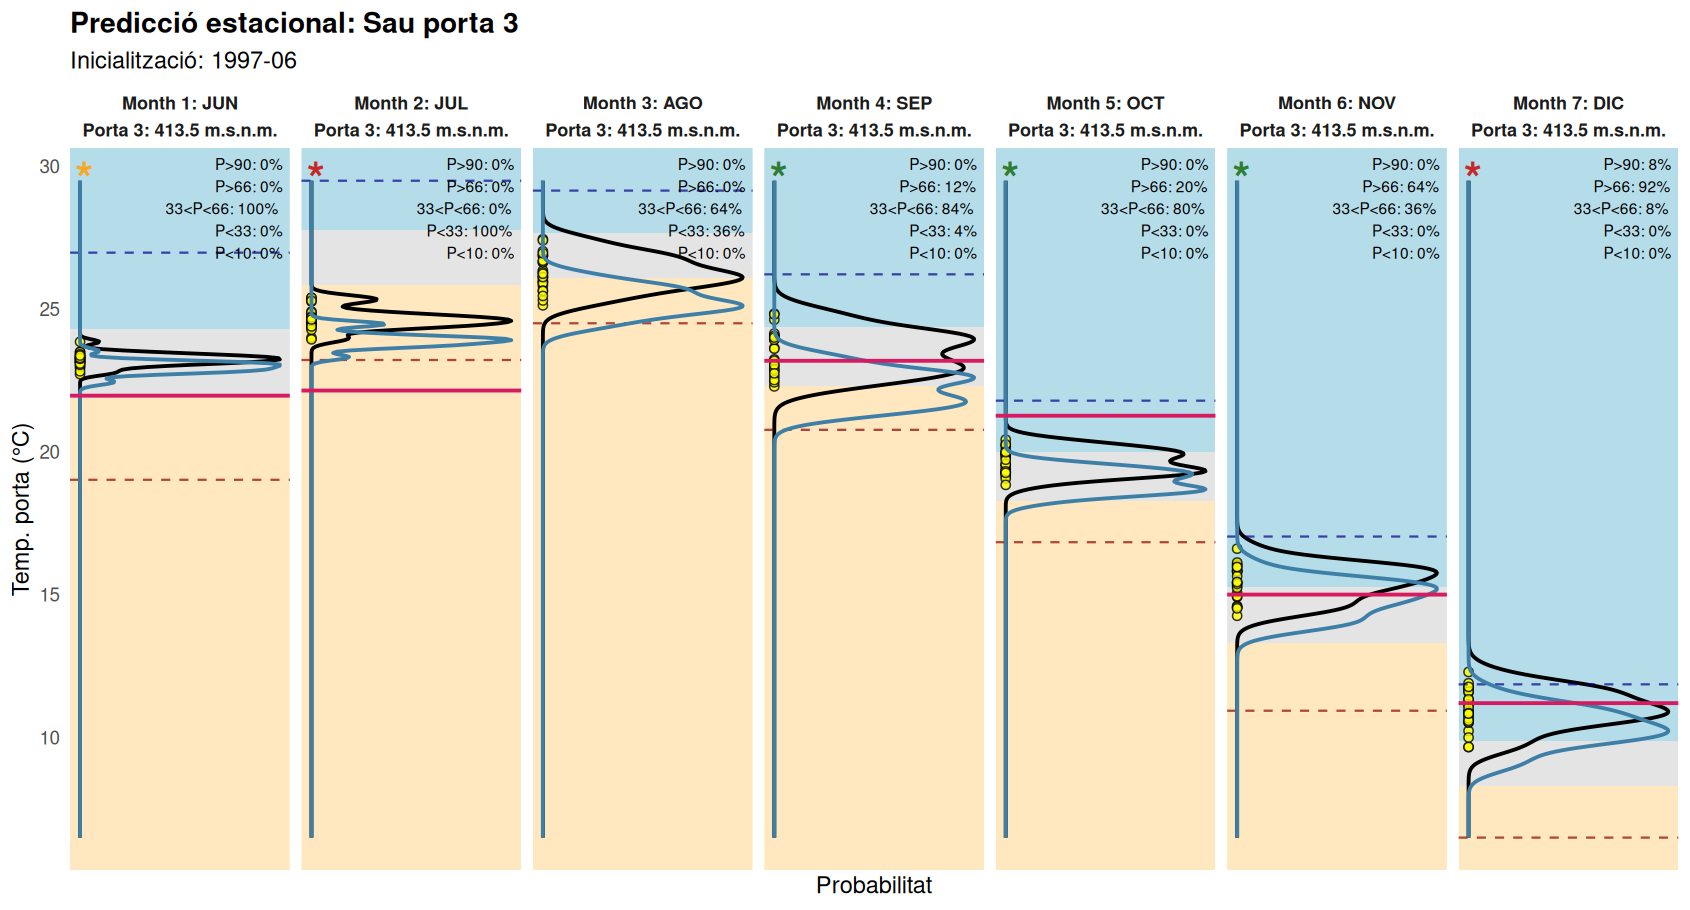 Predicció estacional: Sau porta 3
Inicialització: 1997-06
Month 1: JUN
Porta 3: 413.5 m.s.n.m.
Month 2: JUL
Porta 3: 413.5 m.s.n.m.
Month 3: AGO
Porta 3: 413.5 m.s.n.m.
Month 4: SEP
Porta 3: 413.5 m.s.n.m.
Month 5: OCT
Porta 3: 413.5 m.s.n.m.
Month 6: NOV
Porta 3: 413.5 m.s.n.m.
Month 7: DIC
Porta 3: 413.5 m.s.n.m.
Temp. porta (°C)
30
25
20
15
10
*
P>90: 0%
P>66: 0%
33<P<66: 100%
P<33: 0%
P<10: 0%
*
P>90: 0%
P>66: 0%
33<P<66: 0%
P<33: 100%
P<10: 0%
P>90: 0%
P>66: 0%
33<P<66: 64%
P<33: 36%
P<10: 0%
*
P>90: 0%
P>66: 12%
33<P<66: 84%
P<33: 4%
P<10: 0%
*
P>90: 0%
P>66: 20%
33<P<66: 80%
P<33: 0%
P<10: 0%
*
P>90: 0%
P>66: 64%
33<P<66: 36%
P<33: 0%
P<10: 0%
*
P>90: 8%
P>66: 92%
33<P<66: 8%
P<33: 0%
P<10: 0%
Probabilitat